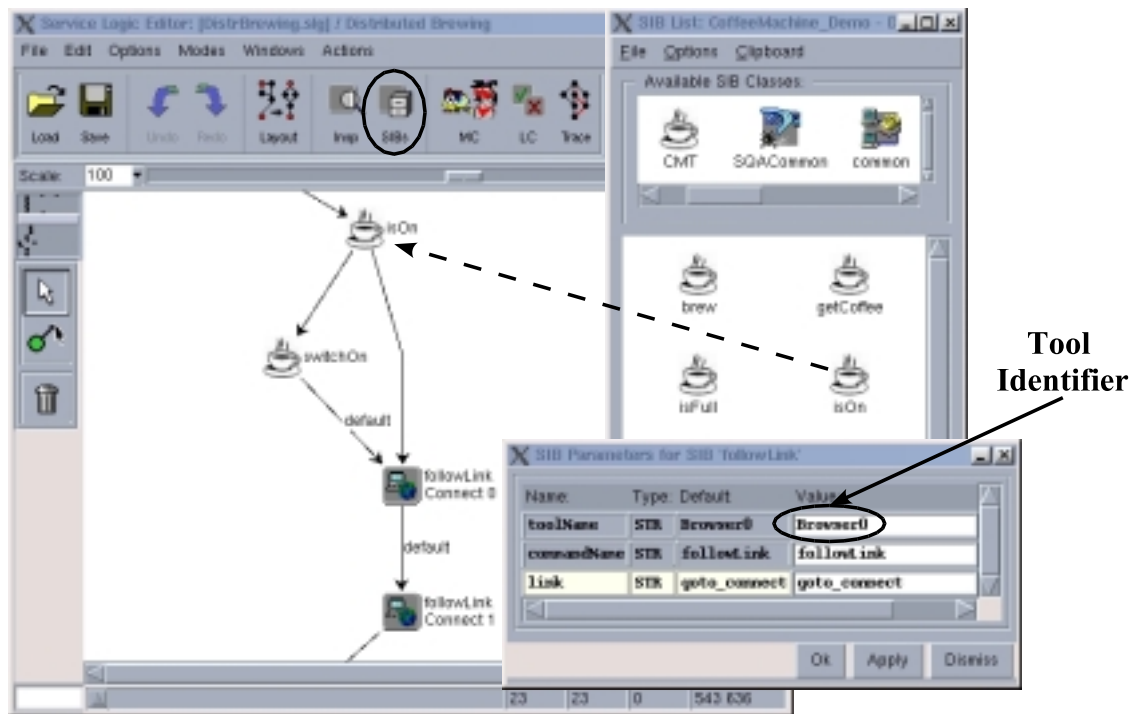 Service Logic Editor: [DistrBrewing.slg] / Distributed Brewing
File Edit Options Modes Windows Actions
Load Save Undo Redo Layout Insp SIBs MC LC Trace
Scale: 100
isOn
switchOn
default
followLink
Connect 0
default
followLink
Connect 1
23 23 0 543 636
SIB List: CoffeeMachine_Demo - 0
File Options Clipboard
Available SIB Classes:
CMT SQACommon common
brew getCoffee
isFull isOn
Tool
Identifier
SIB Parameters for SIB 'followLink'
Name: Type: Default Value
toolName STR Browser0 Browser0
commandName STR followLink followLink
link STR goto_connect goto_connect
Ok Apply Dismiss